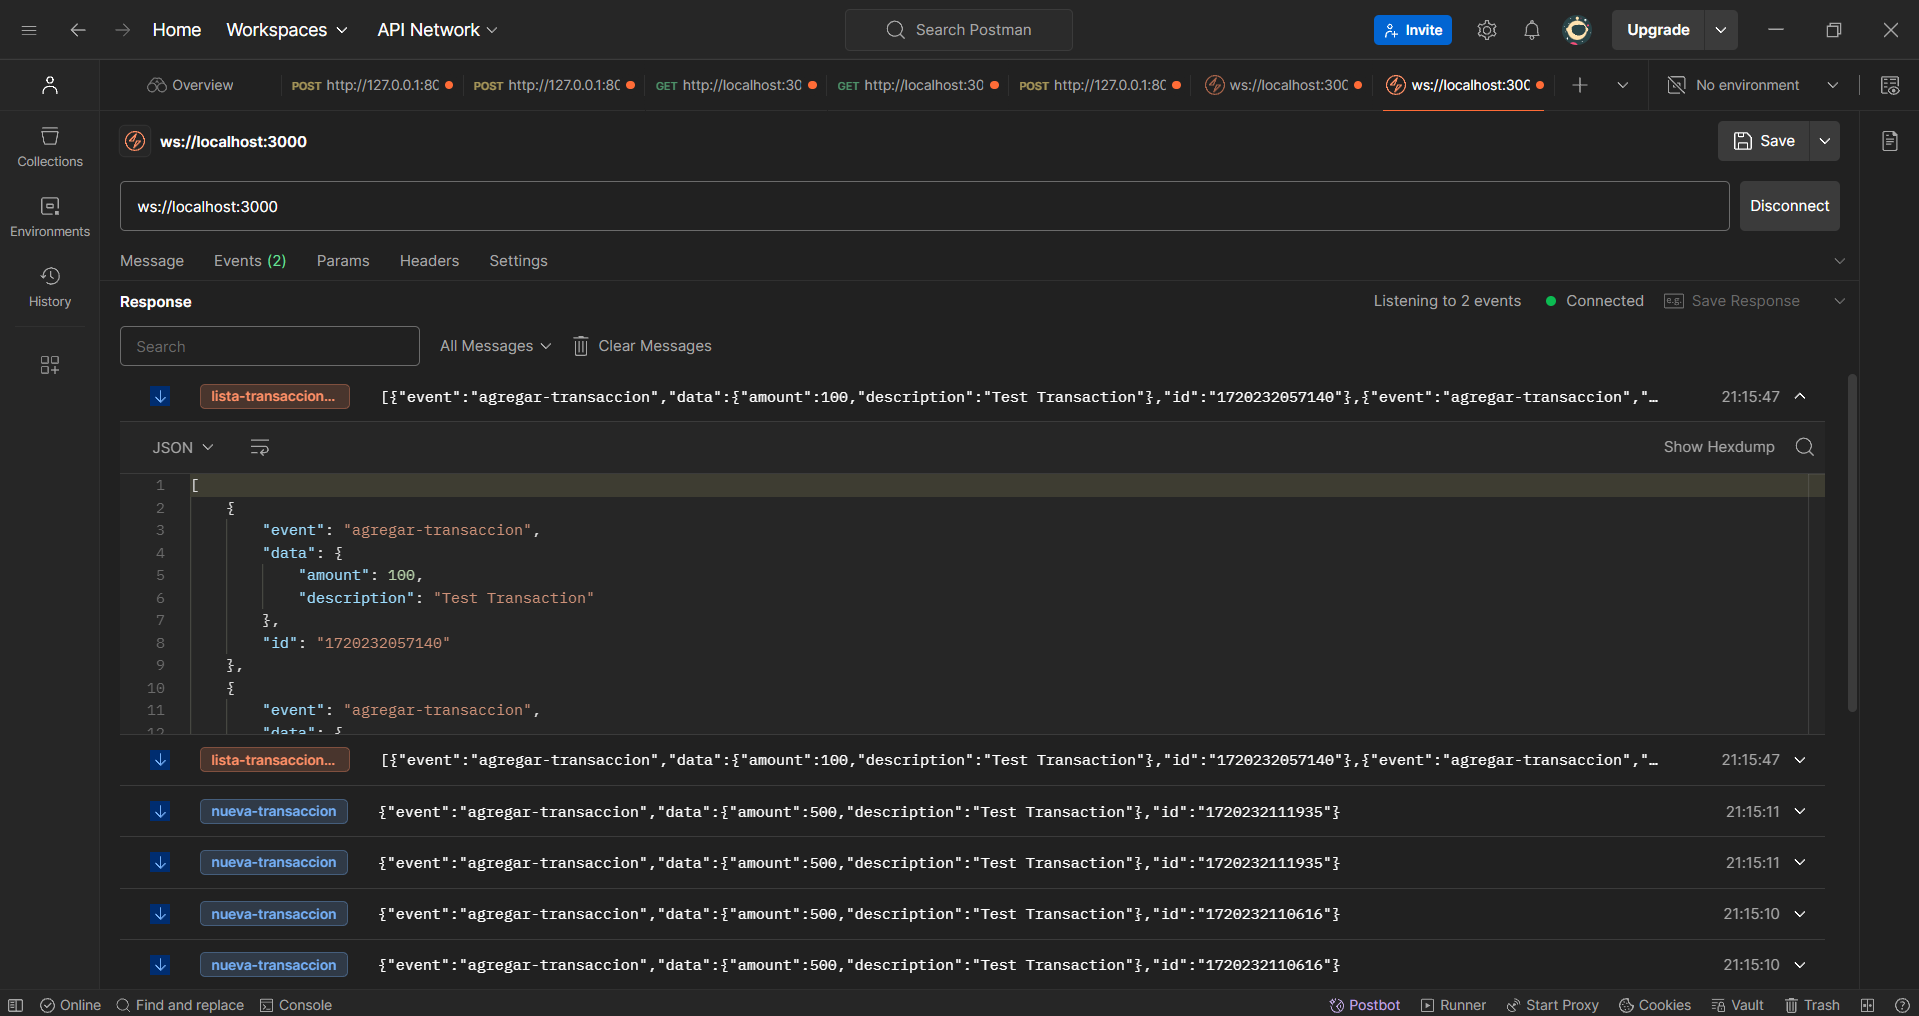 Home Workspaces API Network Search Postman Invite Upgrade
Overview POST http://127.0.0.1:80 POST http://127.0.0.1:80 GET http://localhost:30 GET http://localhost:30 POST http://127.0.0.1:80 ws://localhost:300 ws://localhost:300 No environment
ws://localhost:3000 Save
Collections
ws://localhost:3000 Disconnect
Environments
Message Events (2) Params Headers Settings
History
Response Listening to 2 events Connected Save Response
Search All Messages Clear Messages
lista-transaccion... [{"event":"agregar-transaccion","data":{"amount":100,"description":"Test Transaction"},"id":"1720232057140"},{"event":"agregar-transaccion","… 21:15:47
JSON Show Hexdump
1 [
2 {
3 "event": "agregar-transaccion",
4 "data": {
5 "amount": 100,
6 "description": "Test Transaction"
7 },
8 "id": "1720232057140"
9 },
10 {
11 "event": "agregar-transaccion",
12 "data": {
lista-transaccion... [{"event":"agregar-transaccion","data":{"amount":100,"description":"Test Transaction"},"id":"1720232057140"},{"event":"agregar-transaccion","… 21:15:47
nueva-transaccion {"event":"agregar-transaccion","data":{"amount":500,"description":"Test Transaction"},"id":"1720232111935"} 21:15:11
nueva-transaccion {"event":"agregar-transaccion","data":{"amount":500,"description":"Test Transaction"},"id":"1720232111935"} 21:15:11
nueva-transaccion {"event":"agregar-transaccion","data":{"amount":500,"description":"Test Transaction"},"id":"1720232110616"} 21:15:10
nueva-transaccion {"event":"agregar-transaccion","data":{"amount":500,"description":"Test Transaction"},"id":"1720232110616"} 21:15:10
Online Find and replace Console Postbot Runner Start Proxy Cookies Vault Trash